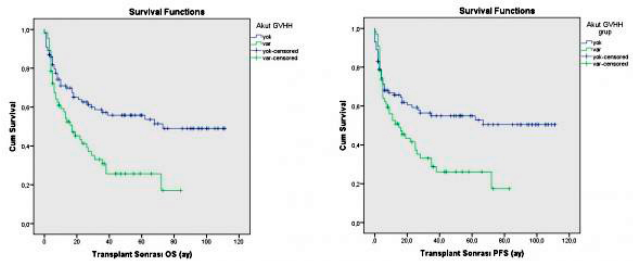 Survival Functions
Akut GVHH
yok
var
yok-censored
var-censored
Cum Survival
1,0
0,8
0,6
0,4
0,2
0,0
0
20
40
60
80
100
120
Transplant Sonrası OS (ay)
Survival Functions
Akut GVHH
grup
yok
var
yok-censored
var-censored
Cum Survival
1,0
0,8
0,6
0,4
0,2
0,0
,0
20,0
40,0
60,0
80,0
100,0
120,0
Transplant Sonrası PFS (ay)